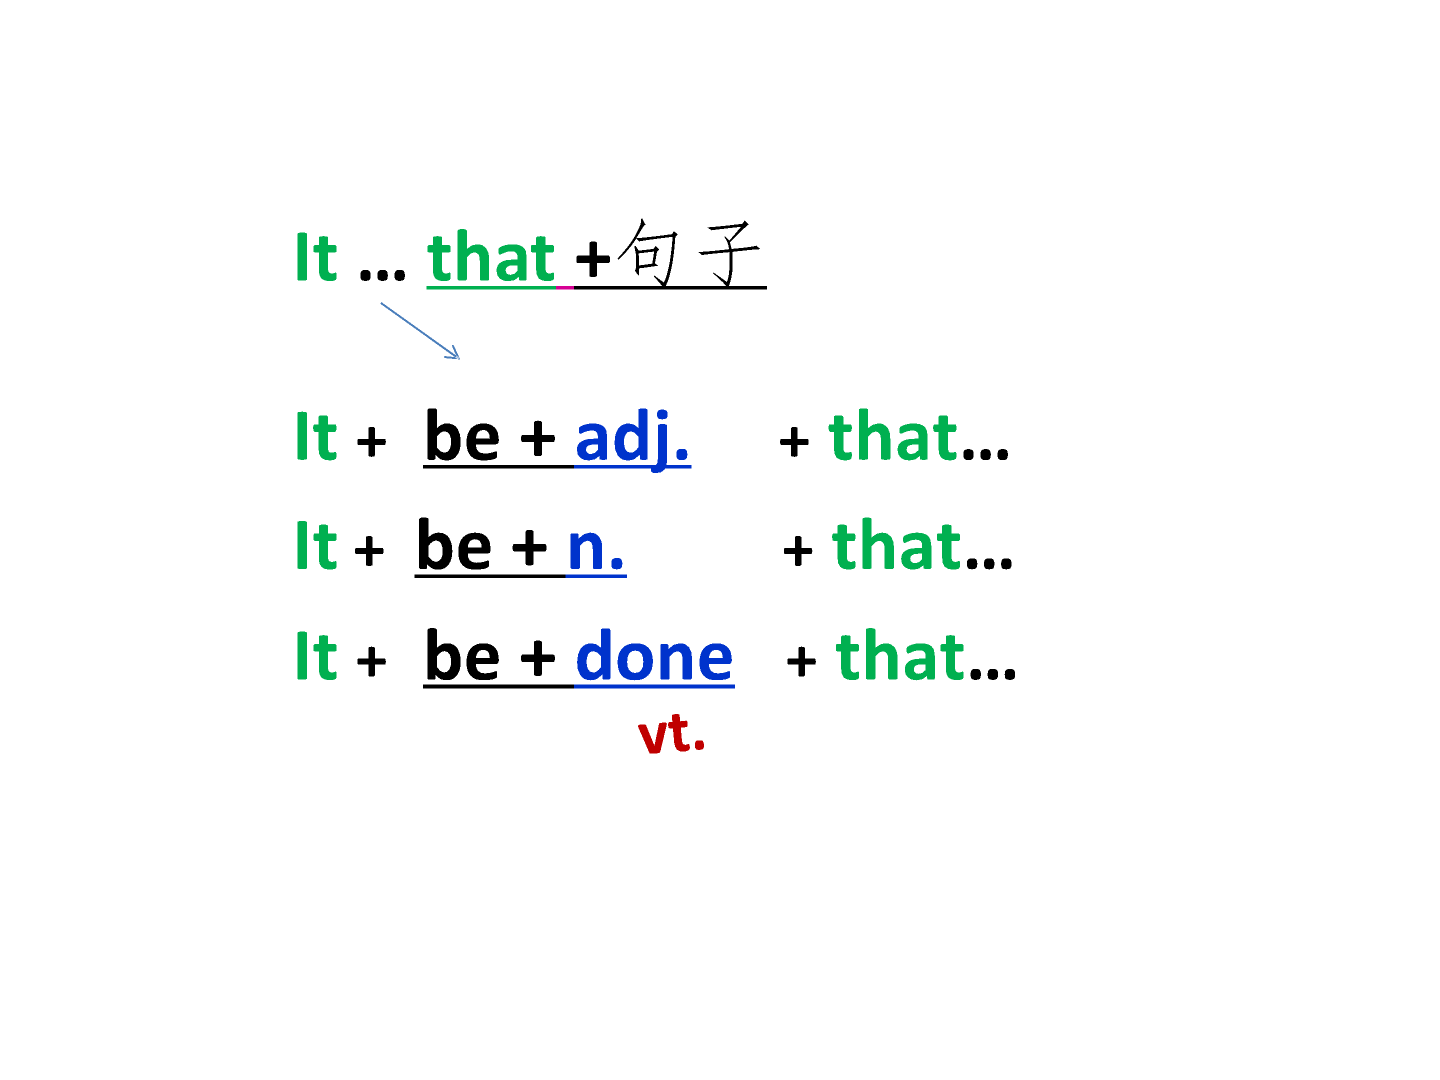 It … that +句子
It + be + adj. + that…
It + be + n. + that…
It + be + done + that…
vt.